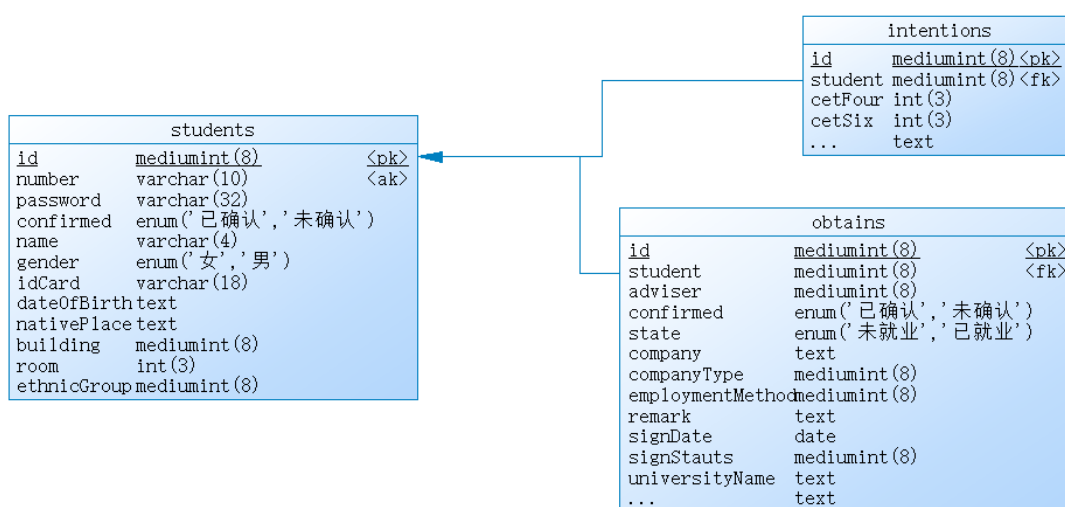 students
id mediumint(8) <pk>
number varchar(10) <ak>
password varchar(32)
confirmed enum('已确认','未确认')
name varchar(4)
gender enum('女','男')
idCard varchar(18)
dateOfBirth text
nativePlace text
building mediumint(8)
room int(3)
ethnicGroup mediumint(8)
intentions
id mediumint(8) <pk>
student mediumint(8) <fk>
cetFour int(3)
cetSix int(3)
... text
obtains
id mediumint(8) <pk>
student mediumint(8) <fk>
adviser mediumint(8)
confirmed enum('已确认','未确认')
state enum('未就业','已就业')
company text
companyType mediumint(8)
employmentMethod mediumint(8)
remark text
signDate date
signStauts mediumint(8)
universityName text
... text